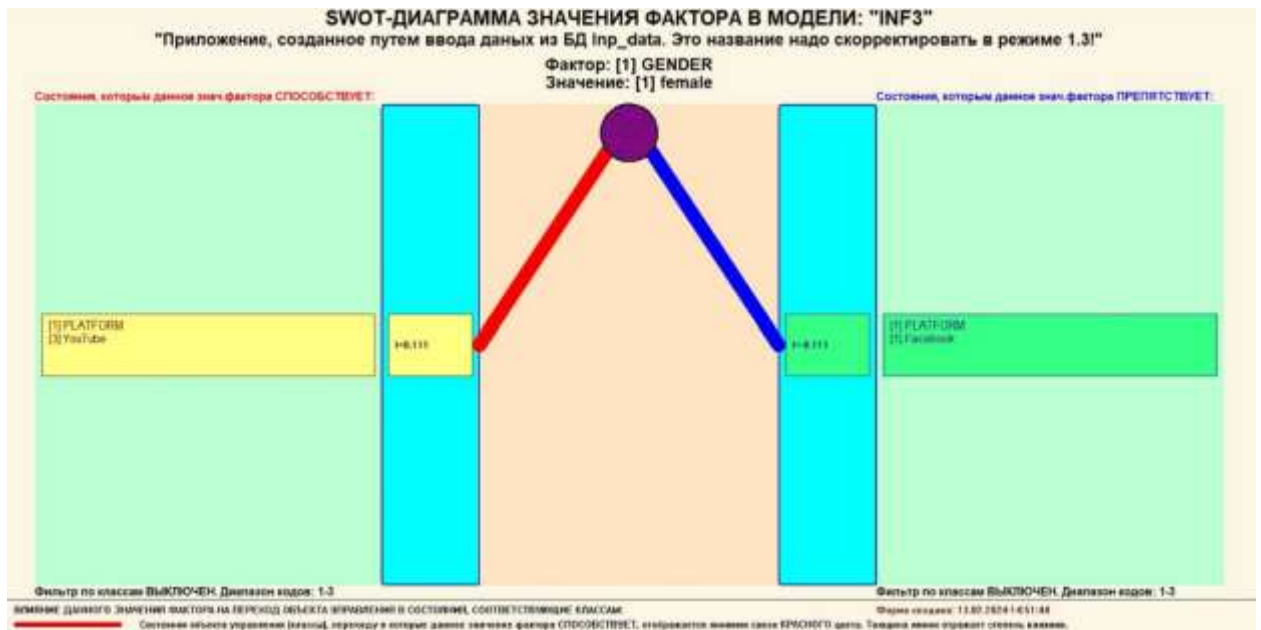 SWOT-ДИАГРАММА ЗНАЧЕНИЯ ФАКТОРА В МОДЕЛИ: "INF3"
"Приложение, созданное путем ввода даных из БД Inp_data. Это название надо скорректировать в режиме 1.3!"
Фактор: [1] GENDER
Значение: [1] female
Состояния, которым данное знач.фактора СПОСОБСТВУЕТ:
Состояния, которым данное знач.фактора ПРЕПЯТСТВУЕТ:
[1] PLATFORM
[3] YouTube
I=0,111
I=-0,111
[1] PLATFORM
[1] Facebook
Фильтр по классам ВЫКЛЮЧЕН. Диапазон кодов: 1-3
Фильтр по классам ВЫКЛЮЧЕН. Диапазон кодов: 1-3
ВЛИЯНИЕ ДАННОГО ЗНАЧЕНИЯ ФАКТОРА НА ПЕРЕХОД ОБЪЕКТА УПРАВЛЕНИЯ В СОСТОЯНИЯ, СООТВЕТСТВУЮЩИЕ КЛАССАМ:
Форма создана:
Состояния объекта управления (классы), переходу в которые данное значение фактора СПОСОБСТВУЕТ, отображается линиями связи КРАСНОГО цвета. Толщина линии отражает степень влияния.